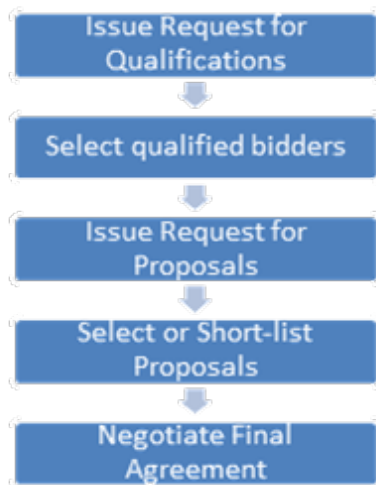 Issue Request for
Qualifications
Select qualified bidders
Issue Request for
Proposals
Select or Short-list
Proposals
Negotiate Final
Agreement